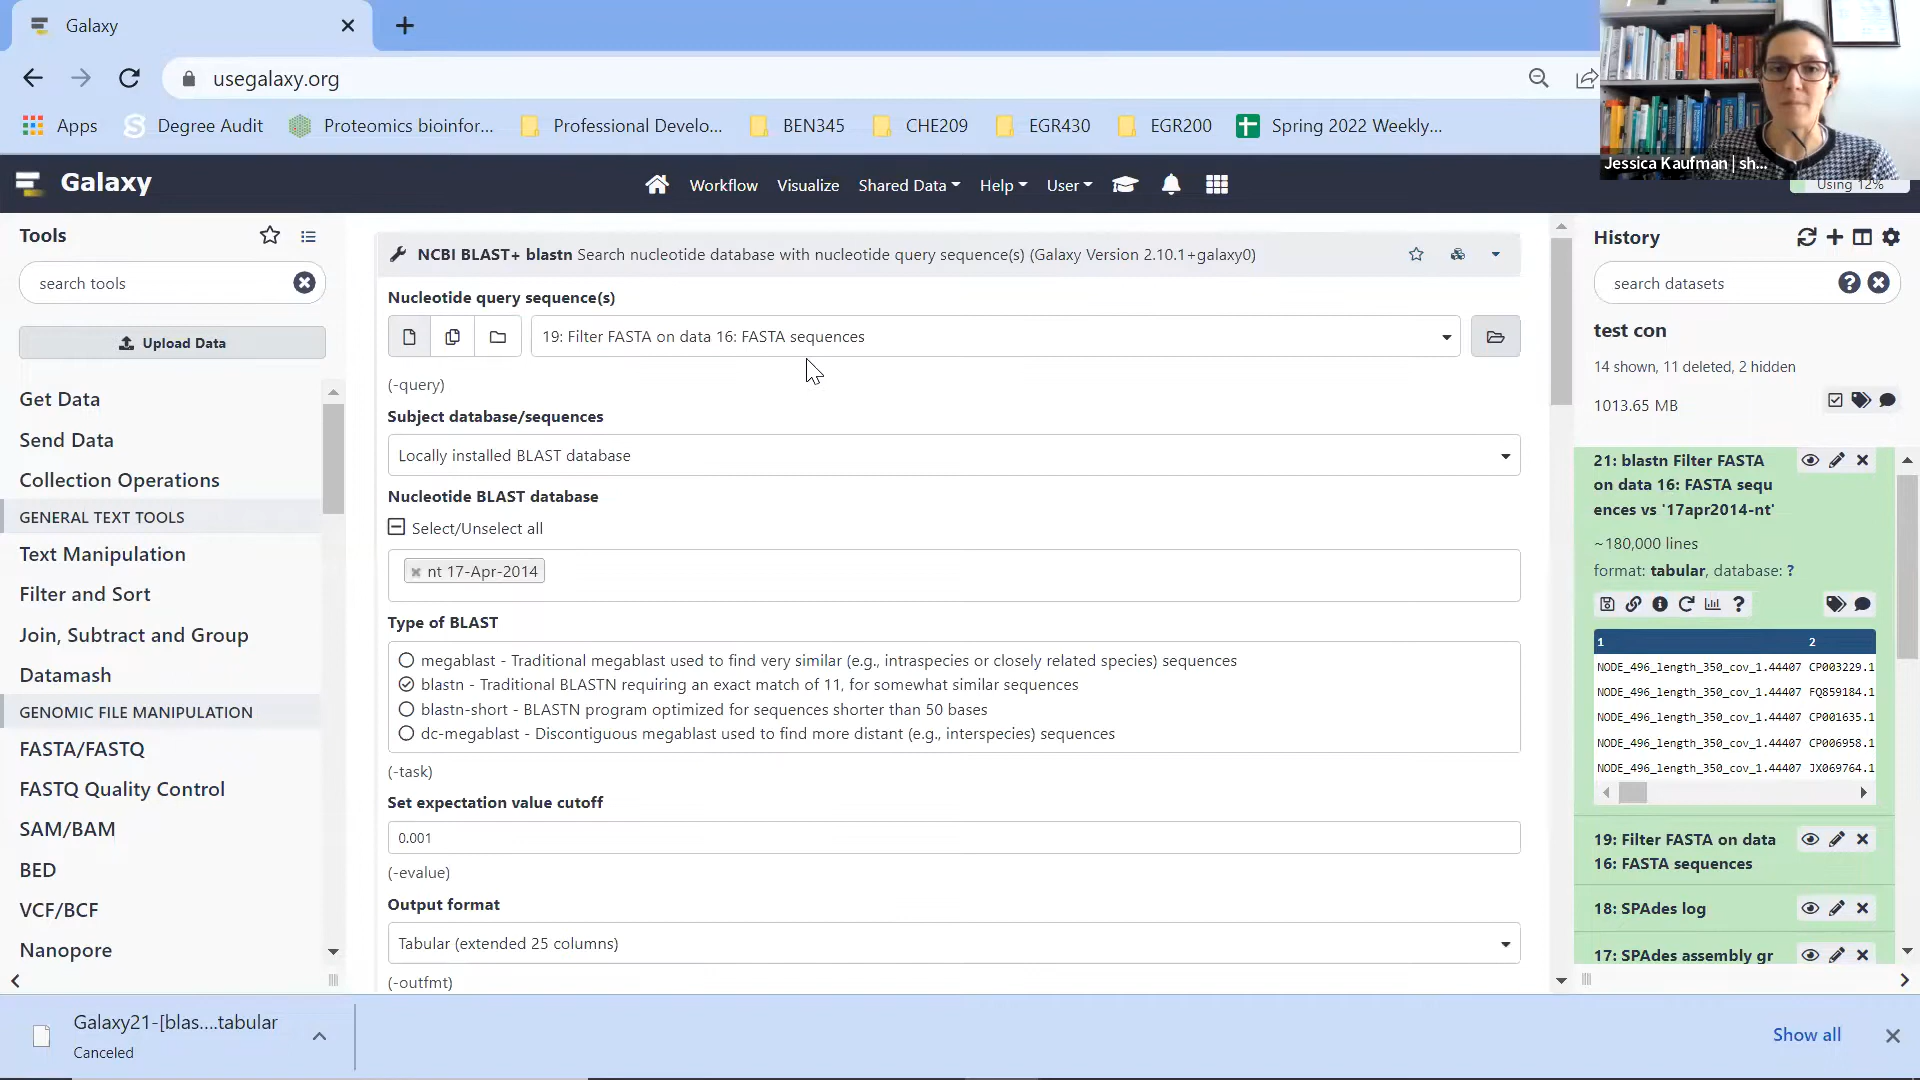 Galaxy
usegalaxy.org
Apps
Degree Audit
Proteomics bioinfor...
Professional Develo...
BEN345
CHE209
EGR430
EGR200
Spring 2022 Weekly...
Jessica Kaufman | sh...
Galaxy
Workflow
Visualize
Shared Data
Help
User
Using 12%
Tools
search tools
Upload Data
Get Data
Send Data
Collection Operations
GENERAL TEXT TOOLS
Text Manipulation
Filter and Sort
Join, Subtract and Group
Datamash
GENOMIC FILE MANIPULATION
FASTA/FASTQ
FASTQ Quality Control
SAM/BAM
BED
VCF/BCF
Nanopore
NCBI BLAST+ blastn Search nucleotide database with nucleotide query sequence(s) (Galaxy Version 2.10.1+galaxy0)
Nucleotide query sequence(s)
19: Filter FASTA on data 16: FASTA sequences
(-query)
Subject database/sequences
Locally installed BLAST database
Nucleotide BLAST database
Select/Unselect all
nt 17-Apr-2014
Type of BLAST
megablast - Traditional megablast used to find very similar (e.g., intraspecies or closely related species) sequences
blastn - Traditional BLASTN requiring an exact match of 11, for somewhat similar sequences
blastn-short - BLASTN program optimized for sequences shorter than 50 bases
dc-megablast - Discontiguous megablast used to find more distant (e.g., interspecies) sequences
(-task)
Set expectation value cutoff
0.001
(-evalue)
Output format
Tabular (extended 25 columns)
(-outfmt)
History
search datasets
test con
14 shown, 11 deleted, 2 hidden
1013.65 MB
21: blastn Filter FASTA
on data 16: FASTA sequ
ences vs '17apr2014-nt'
~180,000 lines
format: tabular, database: ?
1 2
NODE_496_length_350_cov_1.44407 CP003229.1
NODE_496_length_350_cov_1.44407 FQ859184.1
NODE_496_length_350_cov_1.44407 CP001635.1
NODE_496_length_350_cov_1.44407 CP006958.1
NODE_496_length_350_cov_1.44407 JX069764.1
19: Filter FASTA on data
16: FASTA sequences
18: SPAdes log
17: SPAdes assembly gr
Galaxy21-[blas....tabular
Canceled
Show all